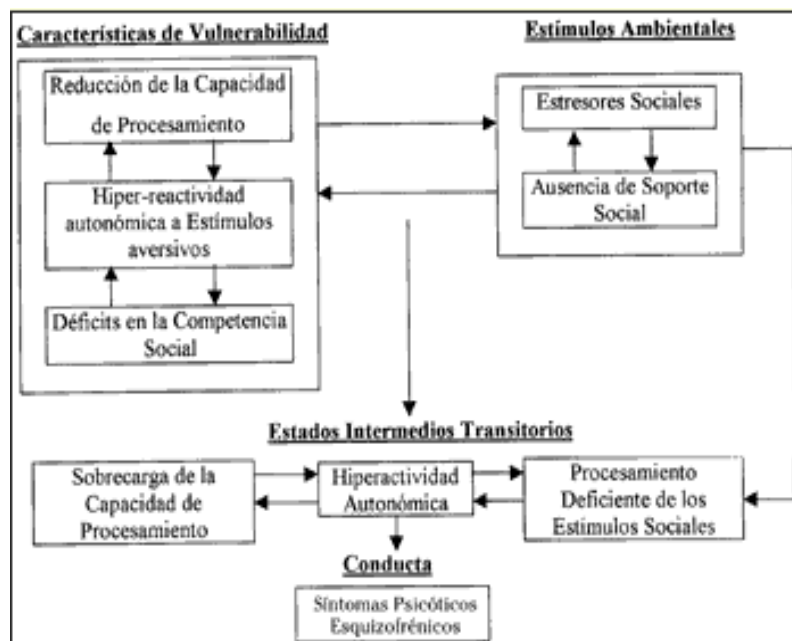 Características de Vulnerabilidad
Estímulos Ambientales
Reducción de la Capacidad
de Procesamiento
Hiper-reactividad
autonómica a Estímulos
aversivos
Déficits en la Competencia
Social
Estresores Sociales
Ausencia de Soporte
Social
Estados Intermedios Transitorios
Sobrecarga de la
Capacidad de
Procesamiento
Hiperactividad
Autonómica
Procesamiento
Deficiente de los
Estímulos Sociales
Conducta
Síntomas Psicóticos
Esquizofrénicos